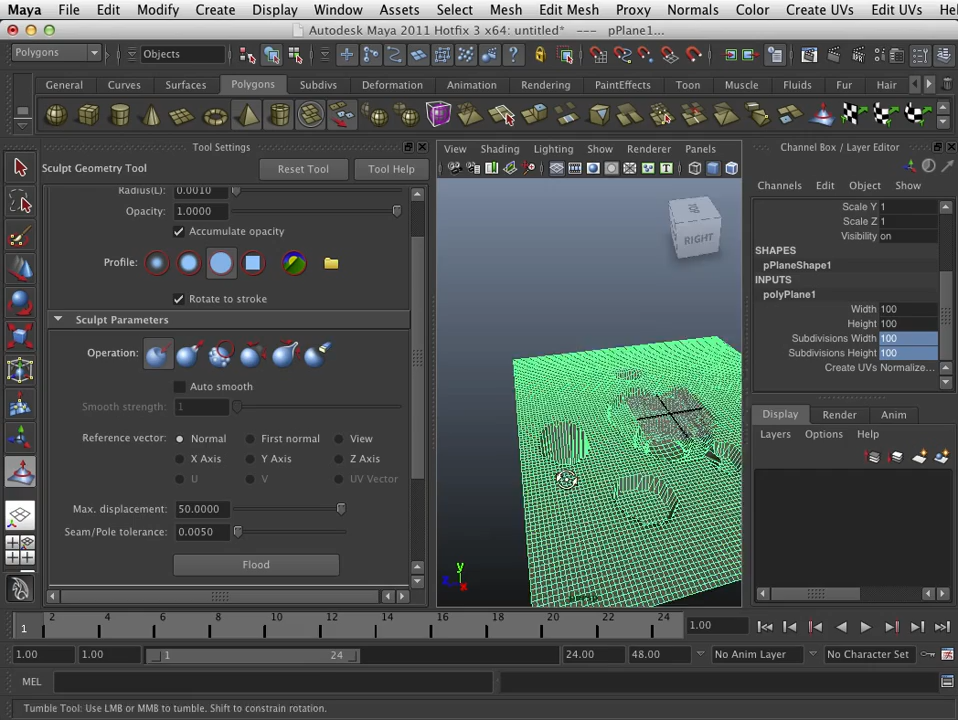 Maya File Edit Modify Create Display Window Assets Select Mesh Edit Mesh Proxy Normals Color Create UVs Edit UVs He
Autodesk Maya 2011 Hotfix 3 x64: untitled* --- pPlane1...
Polygons Objects
General Curves Surfaces Polygons Subdivs Deformation Animation Rendering PaintEffects Toon Muscle Fluids Fur Hair
Tool Settings
Sculpt Geometry Tool Reset Tool Tool Help
Radius(L): 0.0010
Opacity: 1.0000
Accumulate opacity
Profile:
Rotate to stroke
Sculpt Parameters
Operation:
Auto smooth
Smooth strength: 1
Reference vector: Normal First normal View
X Axis Y Axis Z Axis
U V UV Vector
Max. displacement: 50.0000
Seam/Pole tolerance: 0.0050
Flood
View Shading Lighting Show Renderer Panels
TOP
RIGHT
y
x
Channel Box / Layer Editor
Channels Edit Object Show
Scale Y 1
Scale Z 1
Visibility on
SHAPES
pPlaneShape1
INPUTS
polyPlane1
Width 100
Height 100
Subdivisions Width 100
Subdivisions Height 100
Create UVs Normalize...
Display Render Anim
Layers Options Help
1 2 4 6 8 10 12 14 16 18 20 22 24 1.00
1.00 1.00 1 24 24.00 48.00 No Anim Layer No Character Set
MEL
Tumble Tool: Use LMB or MMB to tumble. Shift to constrain rotation.